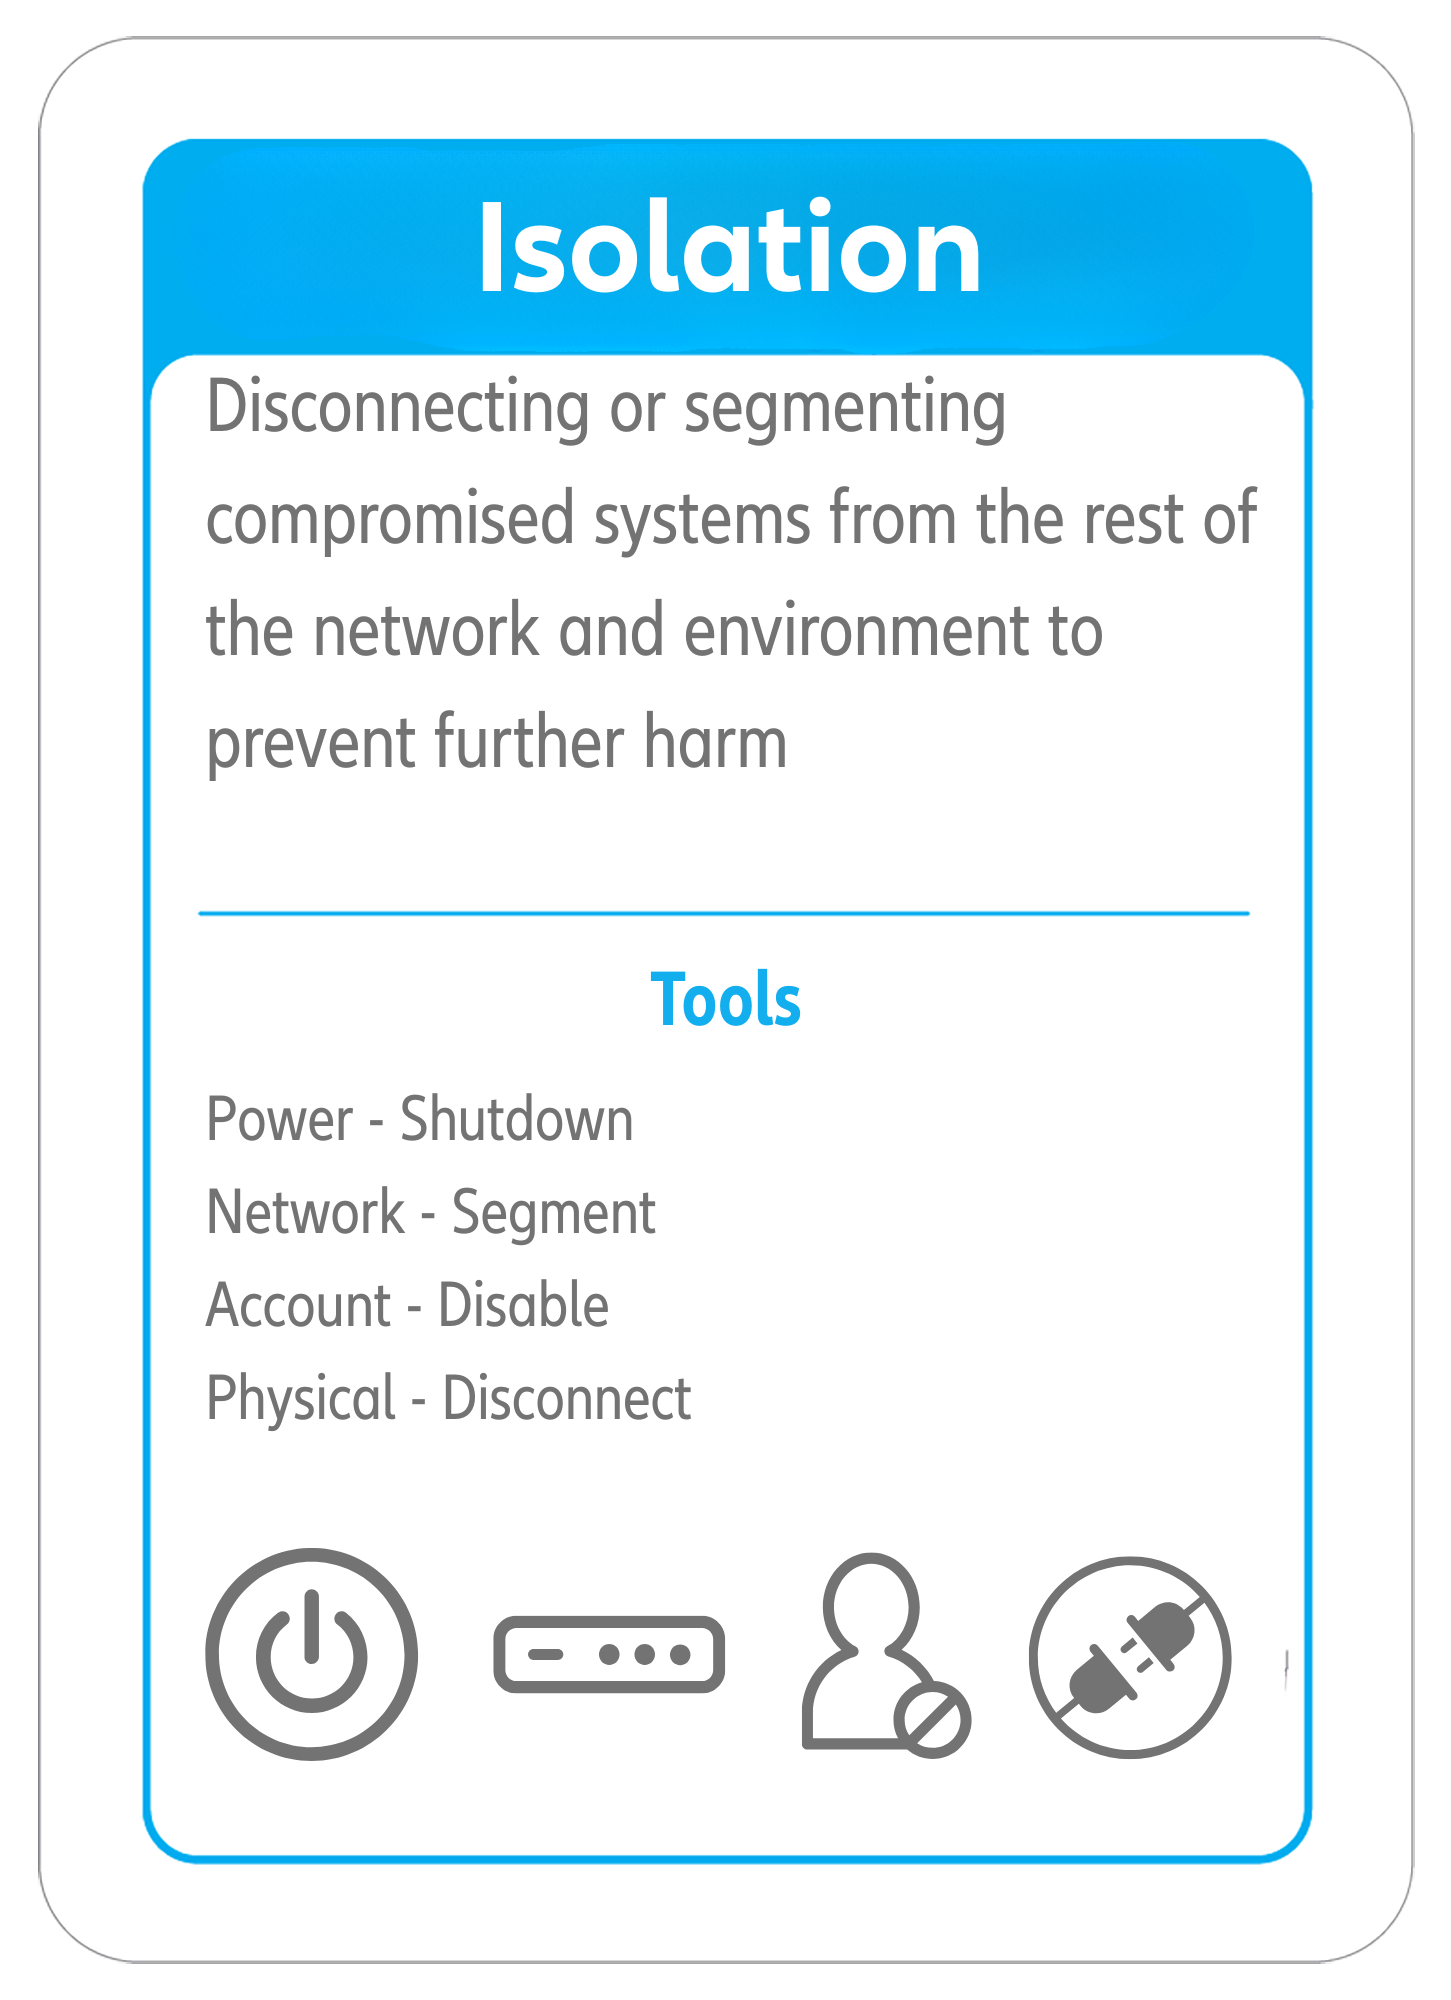 Isolation
Disconnecting or segmenting
compromised systems from the rest of
the network and environment to
prevent further harm
Tools
Power - Shutdown
Network - Segment
Account - Disable
Physical - Disconnect